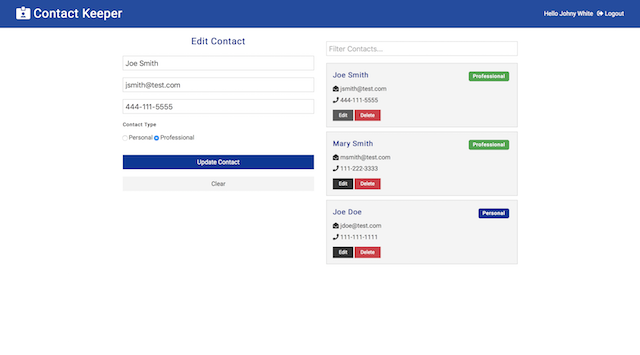 Contact Keeper
Hello Johny White Logout
Edit Contact
Joe Smith
jsmith@test.com
444-111-5555
Contact Type
Personal Professional
Update Contact
Clear
Filter Contacts...
Joe Smith Professional
jsmith@test.com
444-111-5555
Edit Delete
Mary Smith Professional
msmith@test.com
111-222-3333
Edit Delete
Joe Doe Personal
jdoe@test.com
111-111-1111
Edit Delete